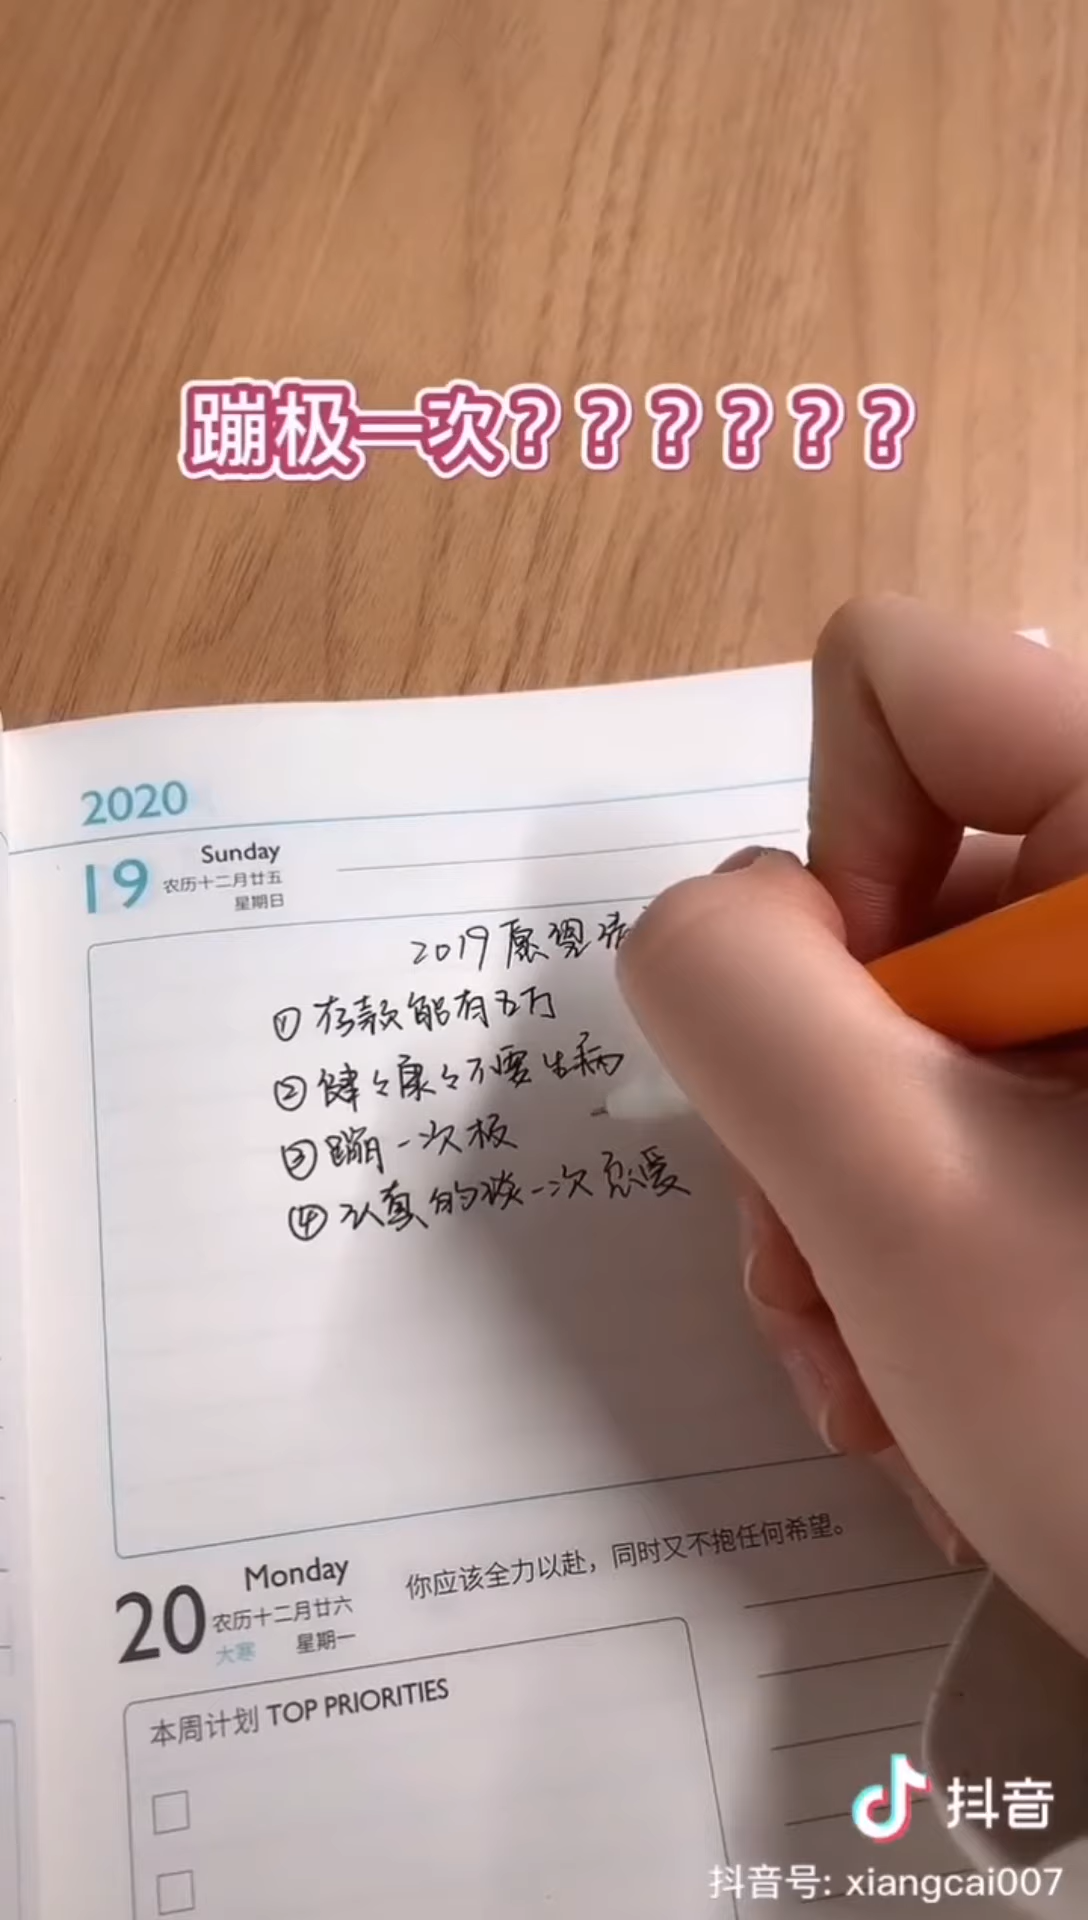 蹦极一次？？？？？？
2020
19 Sunday
农历十二月廿五
星期日
2019愿望清
①存款能有五万
②健々康々不要生病
③蹦一次极
④认真的谈一次恋爱
20 Monday
农历十二月廿六
大寒 星期一
你应该全力以赴，同时又不抱任何希望。
本周计划 TOP PRIORITIES
抖音
抖音号: xiangcai007